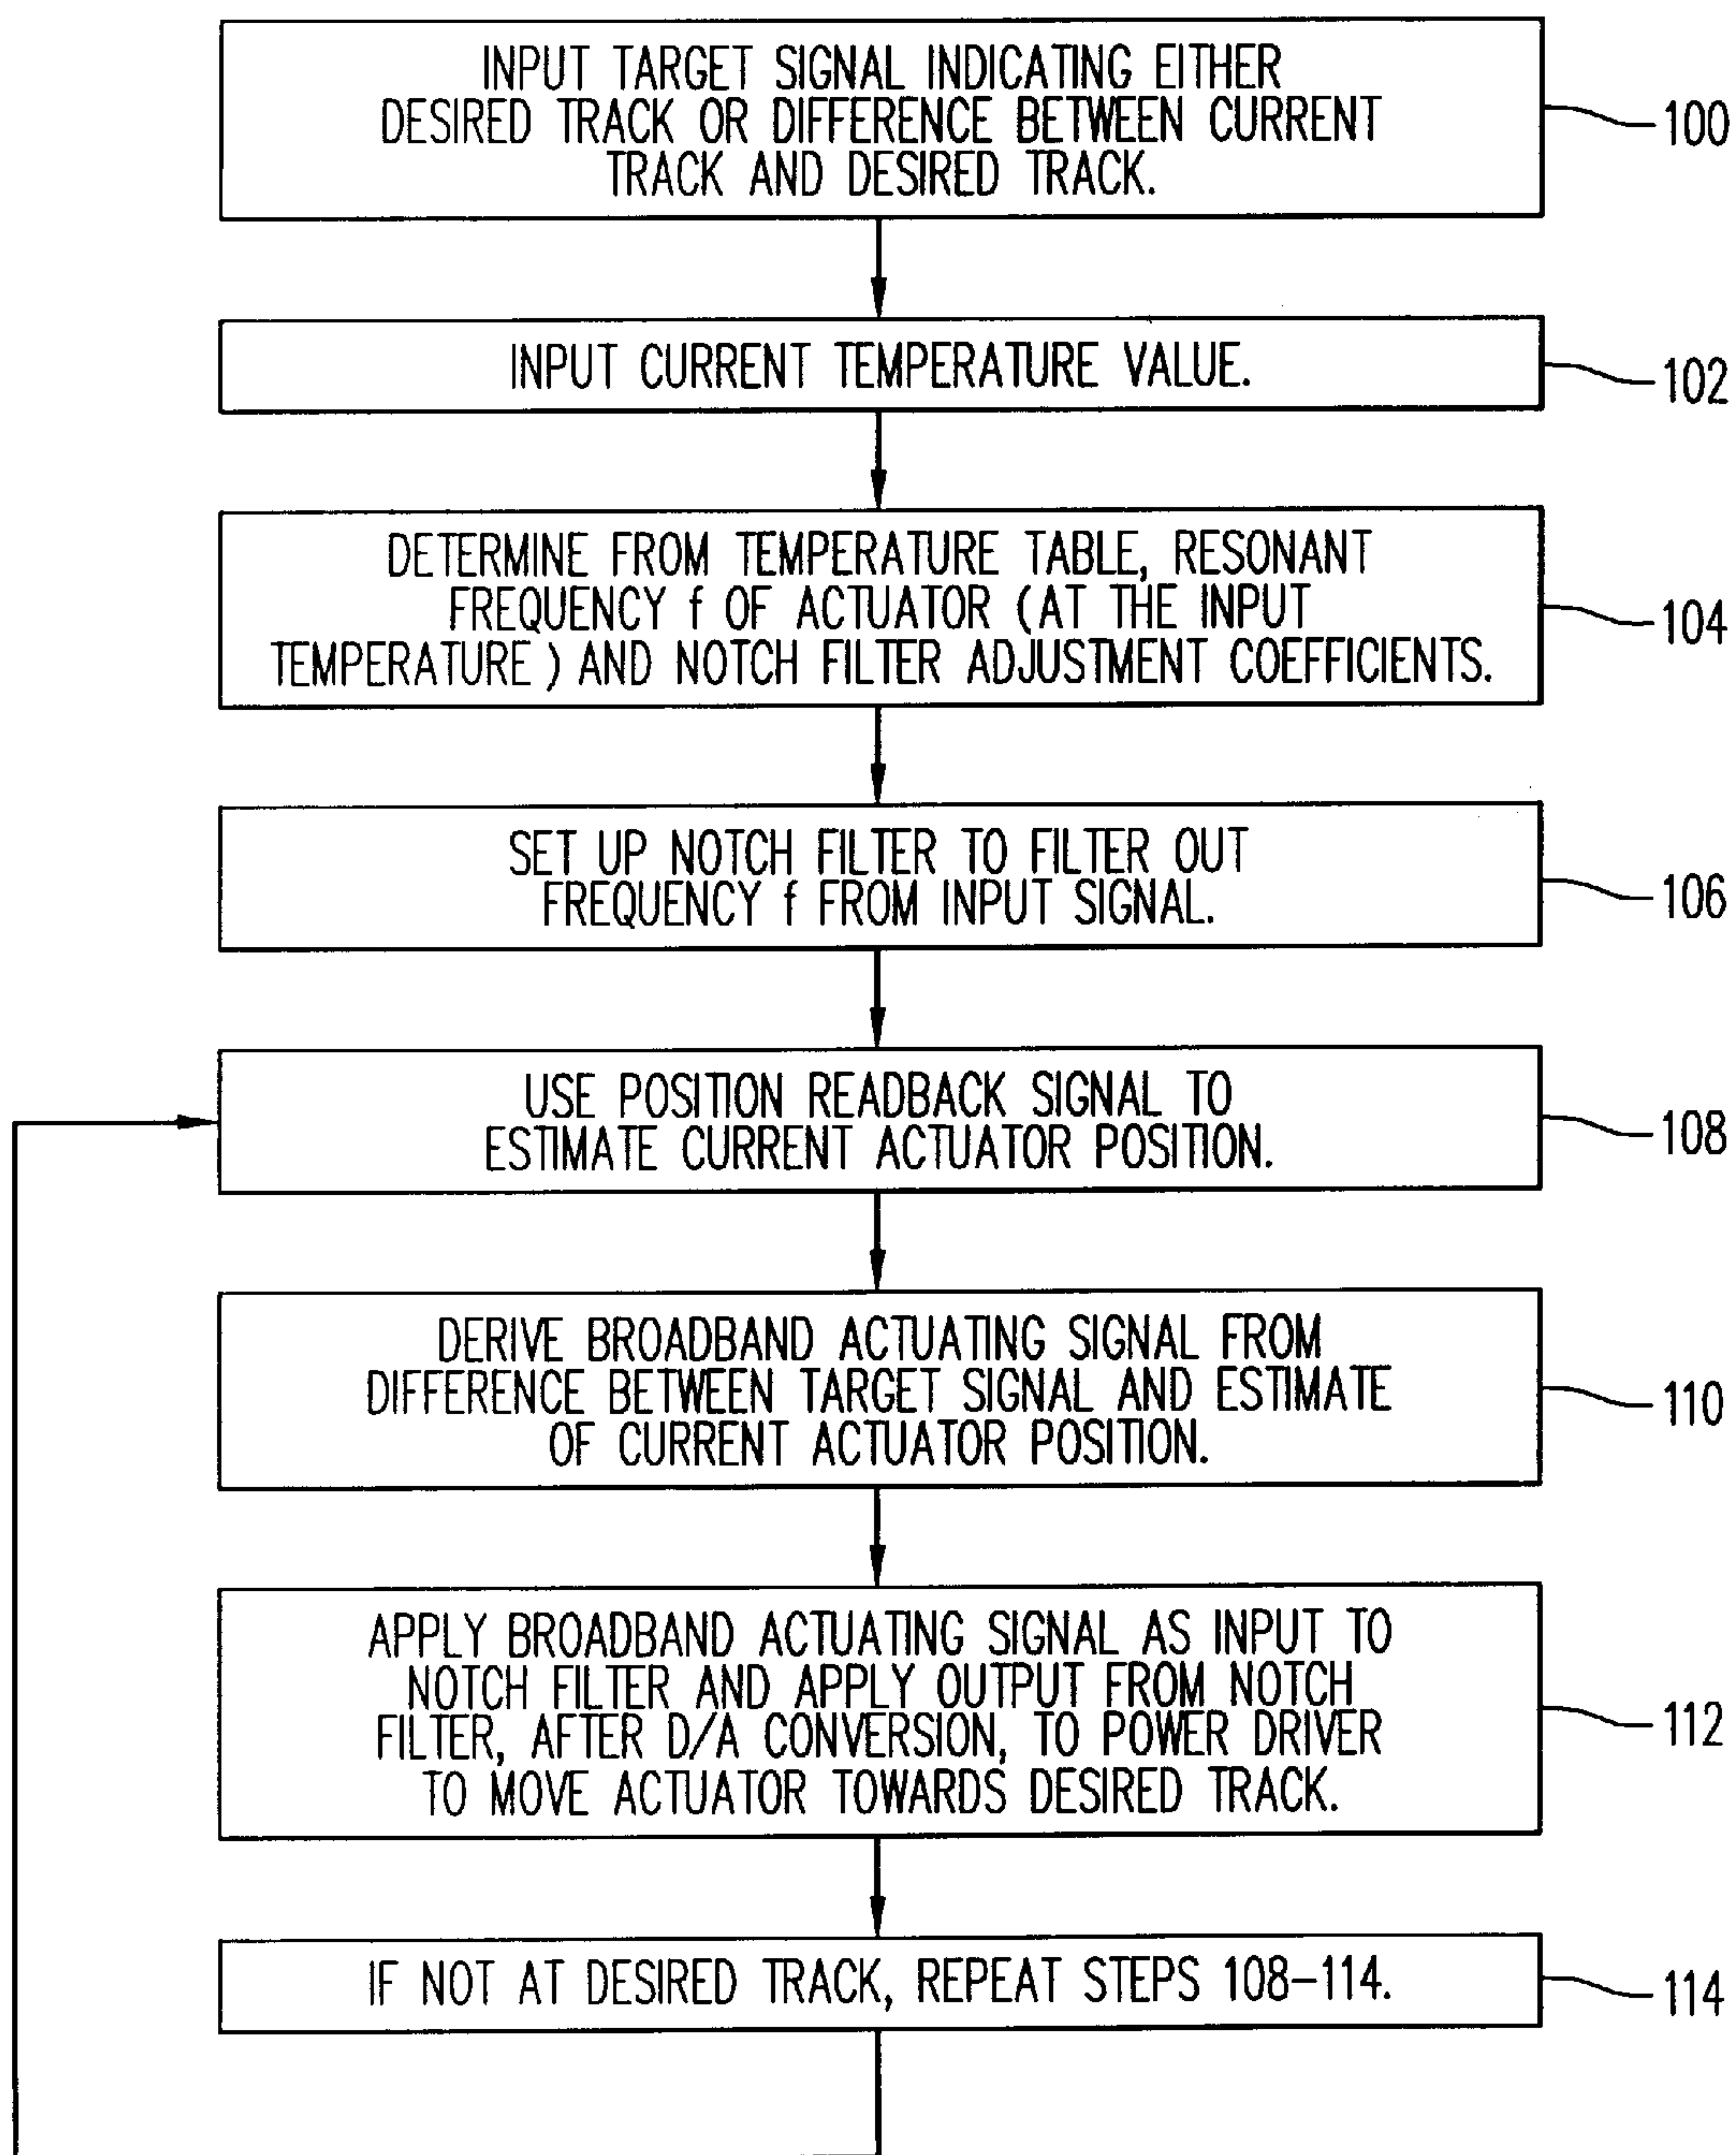 INPUT TARGET SIGNAL INDICATING EITHER
DESIRED TRACK OR DIFFERENCE BETWEEN CURRENT
TRACK AND DESIRED TRACK.
100
INPUT CURRENT TEMPERATURE VALUE.
102
DETERMINE FROM TEMPERATURE TABLE, RESONANT
FREQUENCY f OF ACTUATOR (AT THE INPUT
TEMPERATURE) AND NOTCH FILTER ADJUSTMENT COEFFICIENTS.
104
SET UP NOTCH FILTER TO FILTER OUT
FREQUENCY f FROM INPUT SIGNAL.
106
USE POSITION READBACK SIGNAL TO
ESTIMATE CURRENT ACTUATOR POSITION.
108
DERIVE BROADBAND ACTUATING SIGNAL FROM
DIFFERENCE BETWEEN TARGET SIGNAL AND ESTIMATE
OF CURRENT ACTUATOR POSITION.
110
APPLY BROADBAND ACTUATING SIGNAL AS INPUT TO
NOTCH FILTER AND APPLY OUTPUT FROM NOTCH
FILTER, AFTER D/A CONVERSION, TO POWER DRIVER
TO MOVE ACTUATOR TOWARDS DESIRED TRACK.
112
IF NOT AT DESIRED TRACK, REPEAT STEPS 108-114.
114